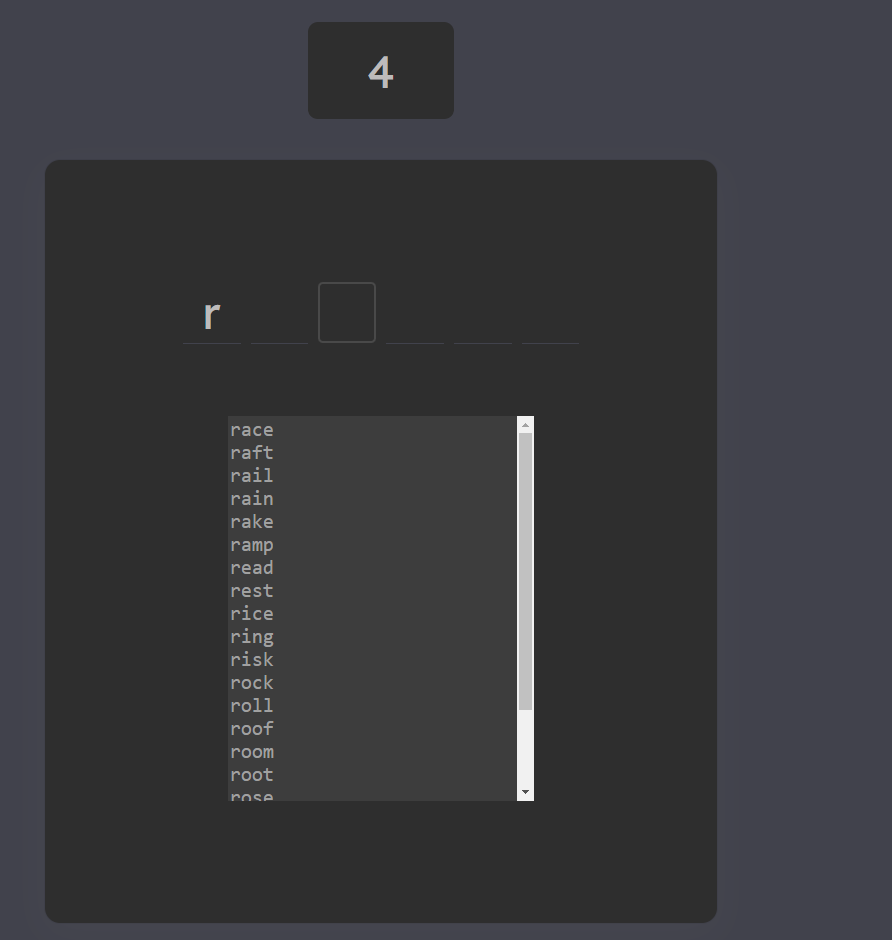 4
r
race
raft
rail
rain
rake
ramp
read
rest
rice
ring
risk
rock
roll
roof
room
root
rose